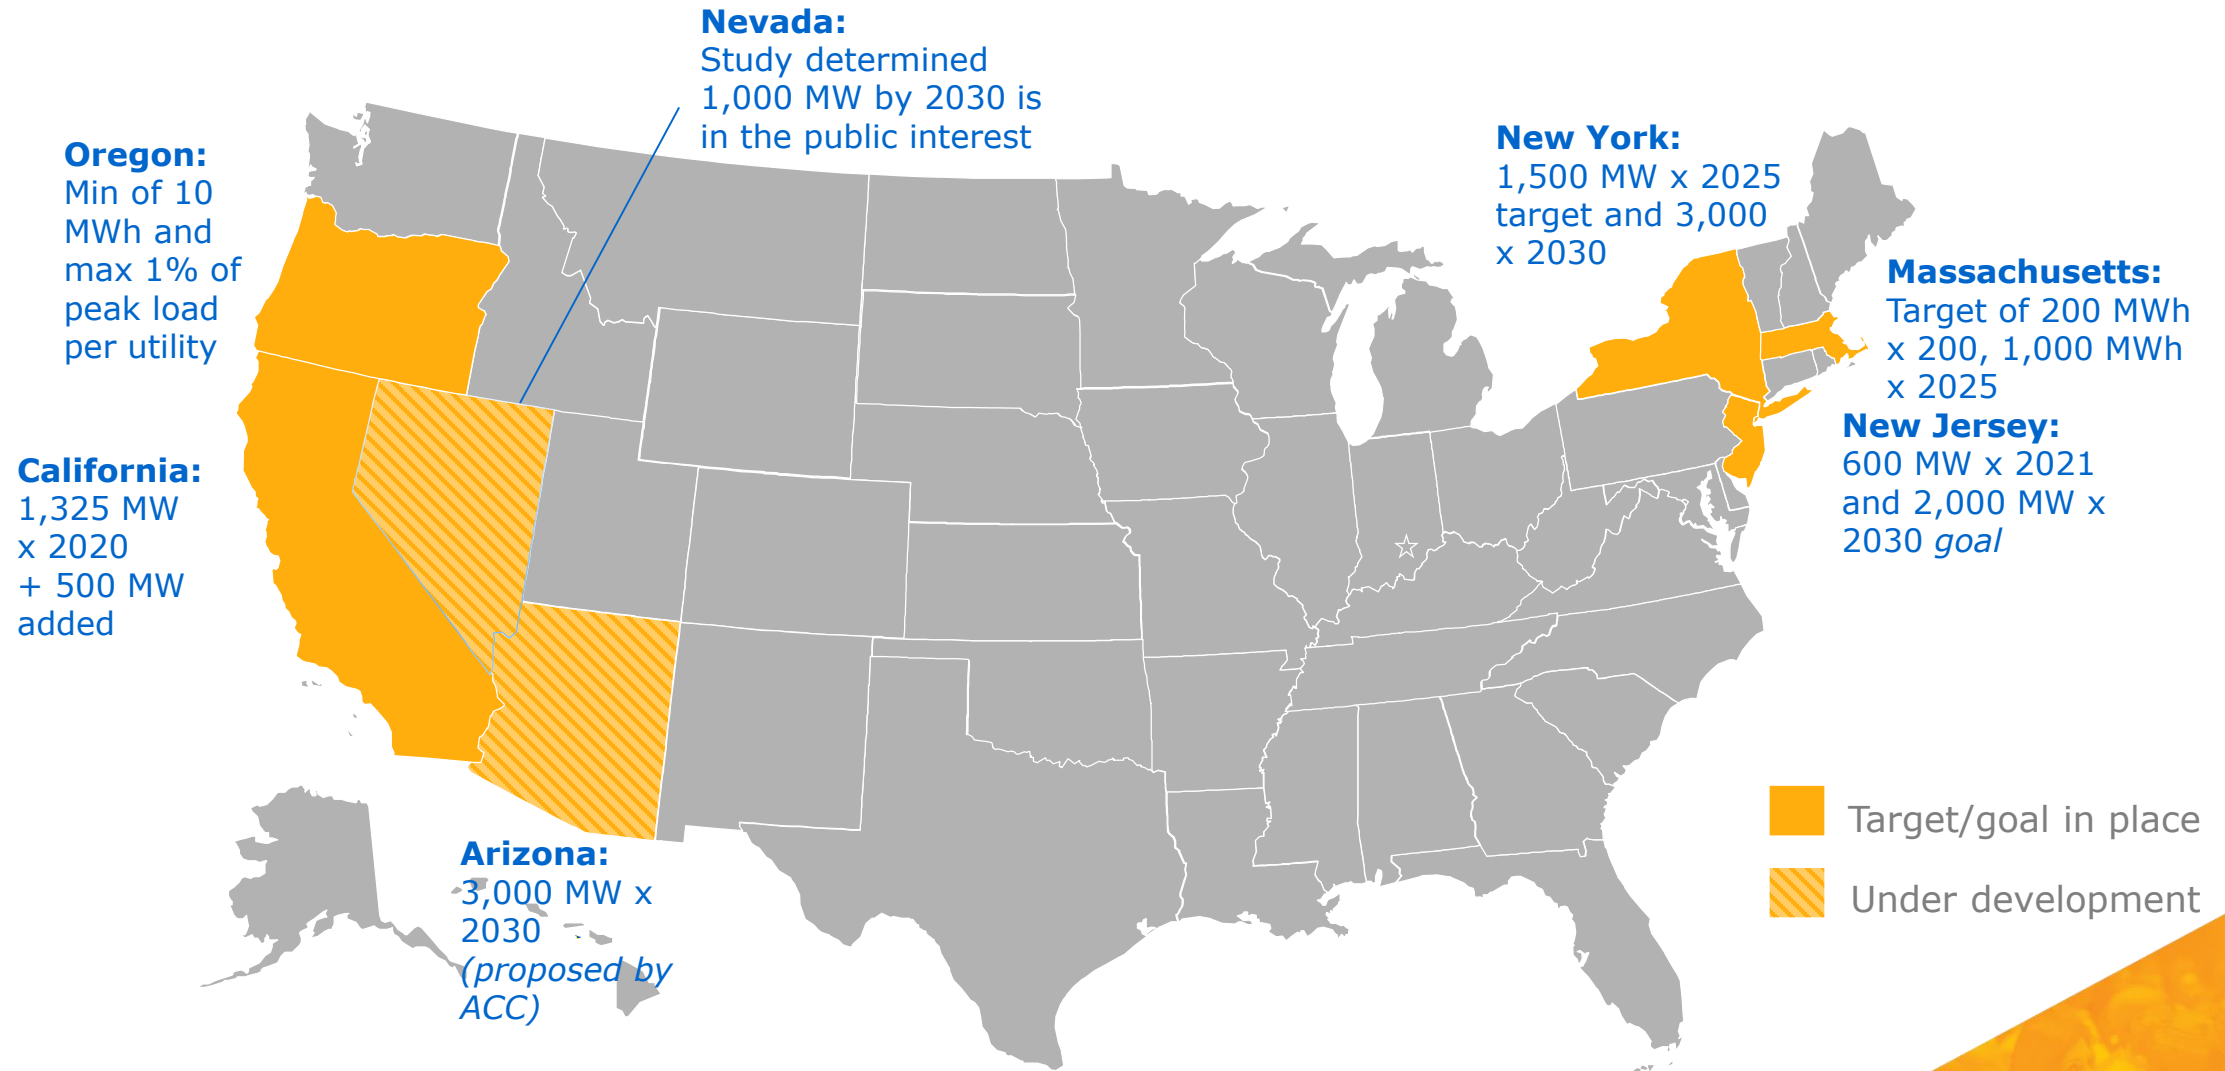 Nevada:
Study determined
1,000 MW by 2030 is
in the public interest
Oregon:
Min of 10
MWh and
max 1% of
peak load
per utility
New York:
1,500 MW x 2025
target and 3,000
x 2030
Massachusetts:
Target of 200 MWh
x 200, 1,000 MWh
x 2025
New Jersey:
600 MW x 2021
and 2,000 MW x
2030 goal
California:
1,325 MW
x 2020
+ 500 MW
added
Arizona:
3,000 MW x
2030
(proposed by
ACC)
Target/goal in place
Under development